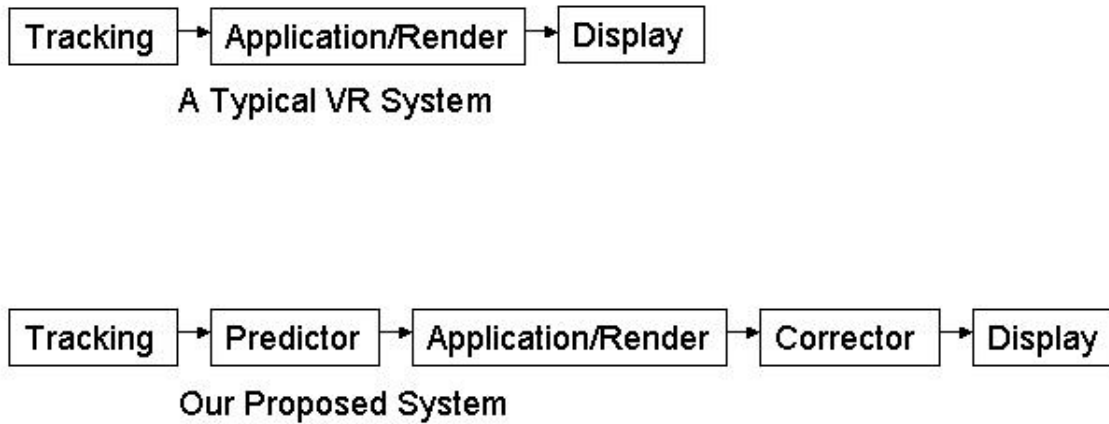 Tracking Application/Render Display
A Typical VR System
Tracking Predictor Application/Render Corrector Display
Our Proposed System